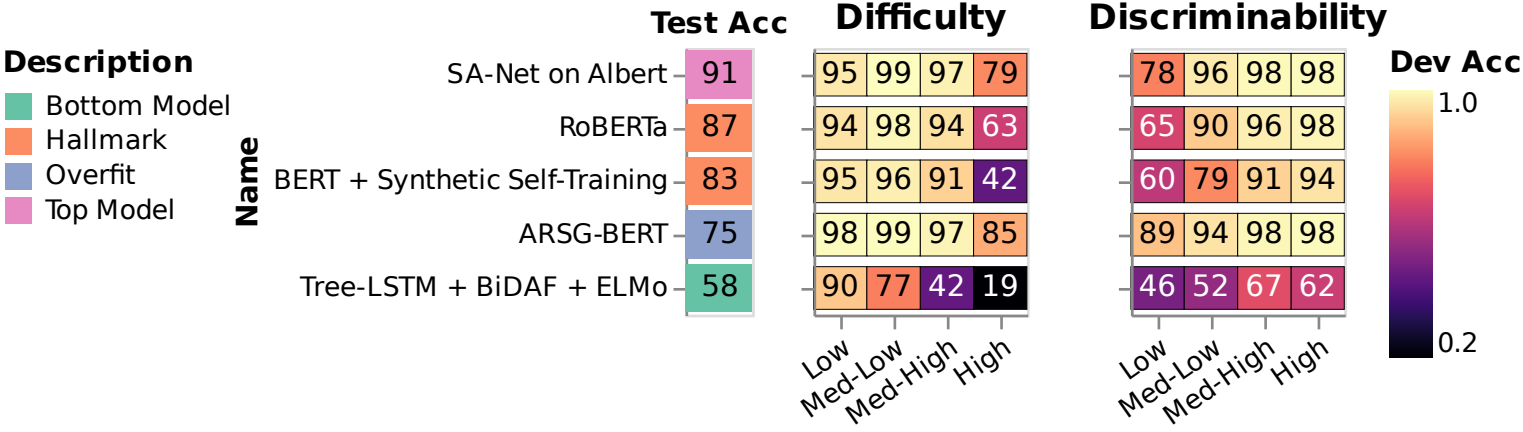 Test Acc Difficulty Discriminability
Description
Bottom Model
Hallmark
Overfit
Top Model
Name
SA-Net on Albert 91 95 99 97 79 78 96 98 98
RoBERTa 87 94 98 94 63 65 90 96 98
BERT + Synthetic Self-Training 83 95 96 91 42 60 79 91 94
ARSG-BERT 75 98 99 97 85 89 94 98 98
Tree-LSTM + BiDAF + ELMo 58 90 77 42 19 46 52 67 62
Low Med-Low Med-High High Low Med-Low Med-High High
Dev Acc
1.0
0.2